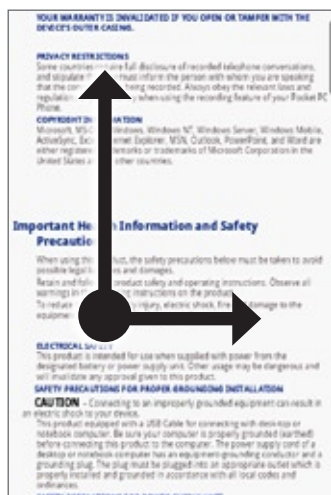 YOUR WARRANTY IS INVALIDATED IF YOU OPEN OR TAMPER WITH THE
DEVICE'S OUTER CASING.
PRIVACY RESTRICTIONS
Some countries require full disclosure of recorded telephone conversations,
and stipulate that you must inform the person with whom you are speaking
that the conversation is being recorded. Always obey the relevant laws and
regulations of your country when using the recording feature of your Pocket PC
Phone.
COPYRIGHT INFORMATION
Microsoft, MS-DOS, Windows, Windows NT, Windows Server, Windows Mobile,
ActiveSync, Excel, Internet Explorer, MSN, Outlook, PowerPoint, and Word are
either registered trademarks or trademarks of Microsoft Corporation in the
United States and/or other countries.
Important Health Information and Safety
Precautions
When using this product, the safety precautions below must be taken to avoid
possible legal liabilities and damages.
Retain and follow all product safety and operating instructions. Observe all
warnings in the operating instructions on the product.
To reduce the risk of bodily injury, electric shock, fire and damage to the
equipment
ELECTRICAL SAFETY
This product is intended for use when supplied with power from the
designated battery or power supply unit. Other usage may be dangerous and
will invalidate any approval given to this product.
SAFETY PRECAUTIONS FOR PROPER GROUNDING INSTALLATION
CAUTION - Connecting to an improperly grounded equipment can result in
an electric shock to your device.
This product equipped with a USB Cable for connecting with desktop or
notebook computer. Be sure your computer is properly grounded (earthed)
before connecting this product to the computer. The power supply cord of a
desktop or notebook computer has an equipment-grounding conductor and a
grounding plug. The plug must be plugged into an appropriate outlet which is
properly installed and grounded in accordance with all local codes and
ordinances.